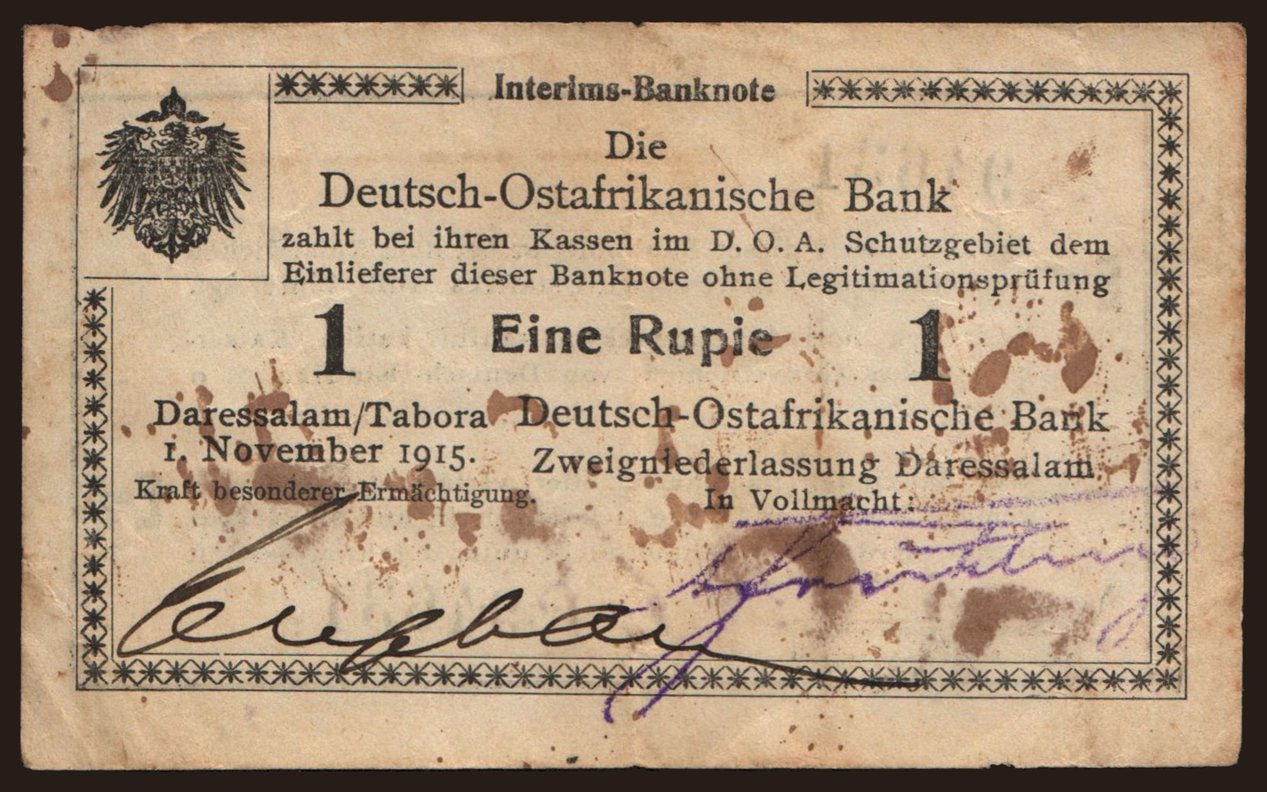 Interims-Banknote
Die
Deutsch-Ostafrikanische Bank
zahlt bei ihren Kassen im D. O. A. Schutzgebiet dem
Einlieferer dieser Banknote ohne Legitimationsprüfung
1 Eine Rupie 1
Daressalam/Tabora
1. November 1915.
Kraft besonderer Ermächtigung.
Deutsch-Ostafrikanische Bank
Zweigniederlassung Daressalam
In Vollmacht: